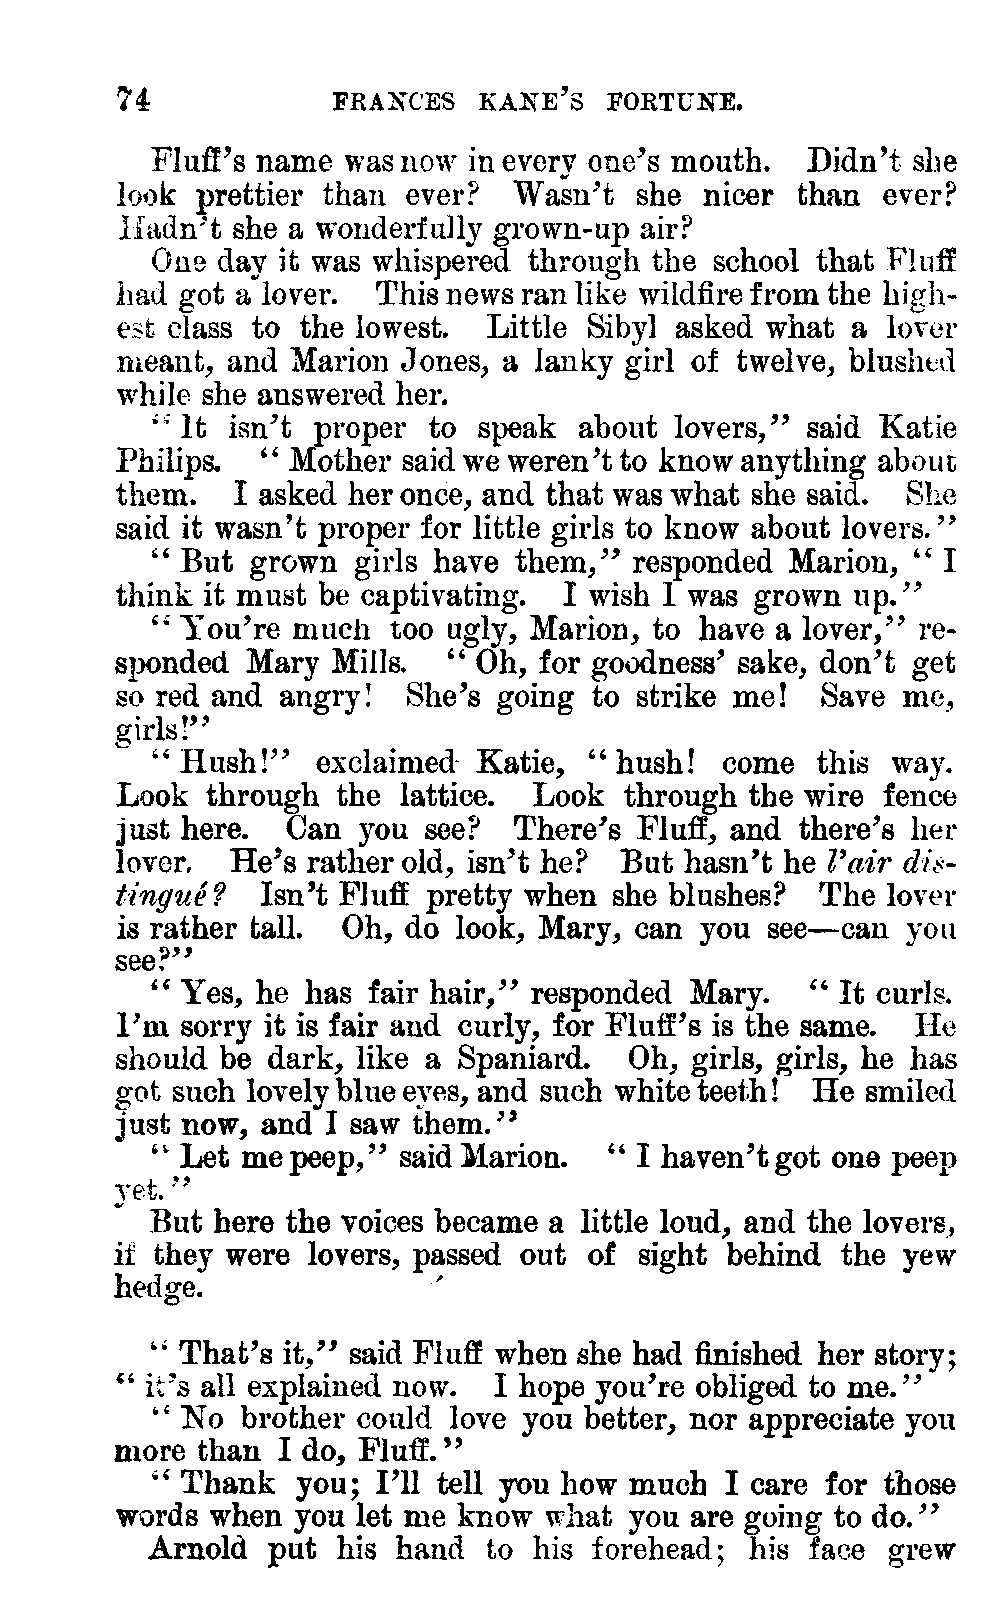 74 FRANCES KANE'S FORTUNE.
Fluff's name was now in every one's mouth. Didn't she
look prettier than ever? Wasn't she nicer than ever?
Hadn't she a wonderfully grown-up air?
One day it was whispered through the school that Fluff
had got a lover. This news ran like wildfire from the high-
est class to the lowest. Little Sibyl asked what a lover
meant, and Marion Jones, a lanky girl of twelve, blushed
while she answered her.
"It isn't proper to speak about lovers," said Katie
Philips. "Mother said we weren't to know anything about
them. I asked her once, and that was what she said. She
said it wasn't proper for little girls to know about lovers."
"But grown girls have them," responded Marion, "I
think it must be captivating. I wish I was grown up."
"You're much too ugly, Marion, to have a lover," re-
sponded Mary Mills. "Oh, for goodness' sake, don't get
so red and angry! She's going to strike me! Save me,
girls!"
"Hush!" exclaimed Katie, "hush! come this way.
Look through the lattice. Look through the wire fence
just here. Can you see? There's Fluff, and there's her
lover. He's rather old, isn't he? But hasn't he l'air dis-
tingué? Isn't Fluff pretty when she blushes? The lover
is rather tall. Oh, do look, Mary, can you see—can you
see?"
"Yes, he has fair hair," responded Mary. "It curls.
I'm sorry it is fair and curly, for Fluff's is the same. He
should be dark, like a Spaniard. Oh, girls, girls, he has
got such lovely blue eyes, and such white teeth! He smiled
just now, and I saw them."
"Let me peep," said Marion. "I haven't got one peep
yet."
But here the voices became a little loud, and the lovers,
if they were lovers, passed out of sight behind the yew
hedge.
"That's it," said Fluff when she had finished her story;
"it's all explained now. I hope you're obliged to me."
"No brother could love you better, nor appreciate you
more than I do, Fluff."
"Thank you; I'll tell you how much I care for those
words when you let me know what you are going to do."
Arnold put his hand to his forehead; his face grew